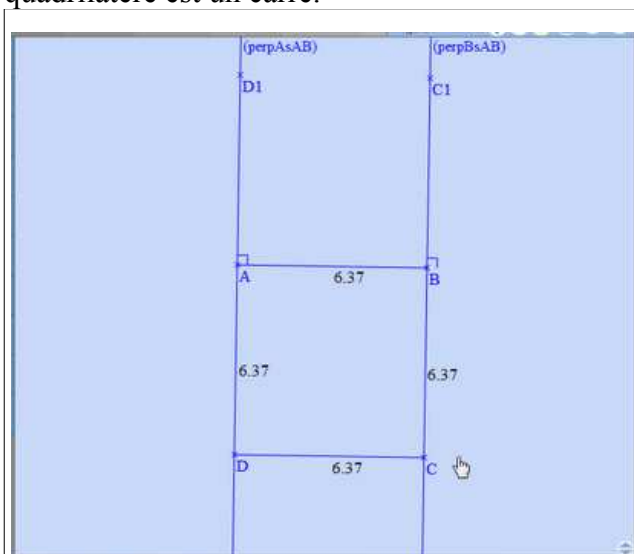 quadrilatère est un carré.
(perpAsAB) (perpBsAB)
D1 C1
A 6.37 B
6.37 6.37
D 6.37 C